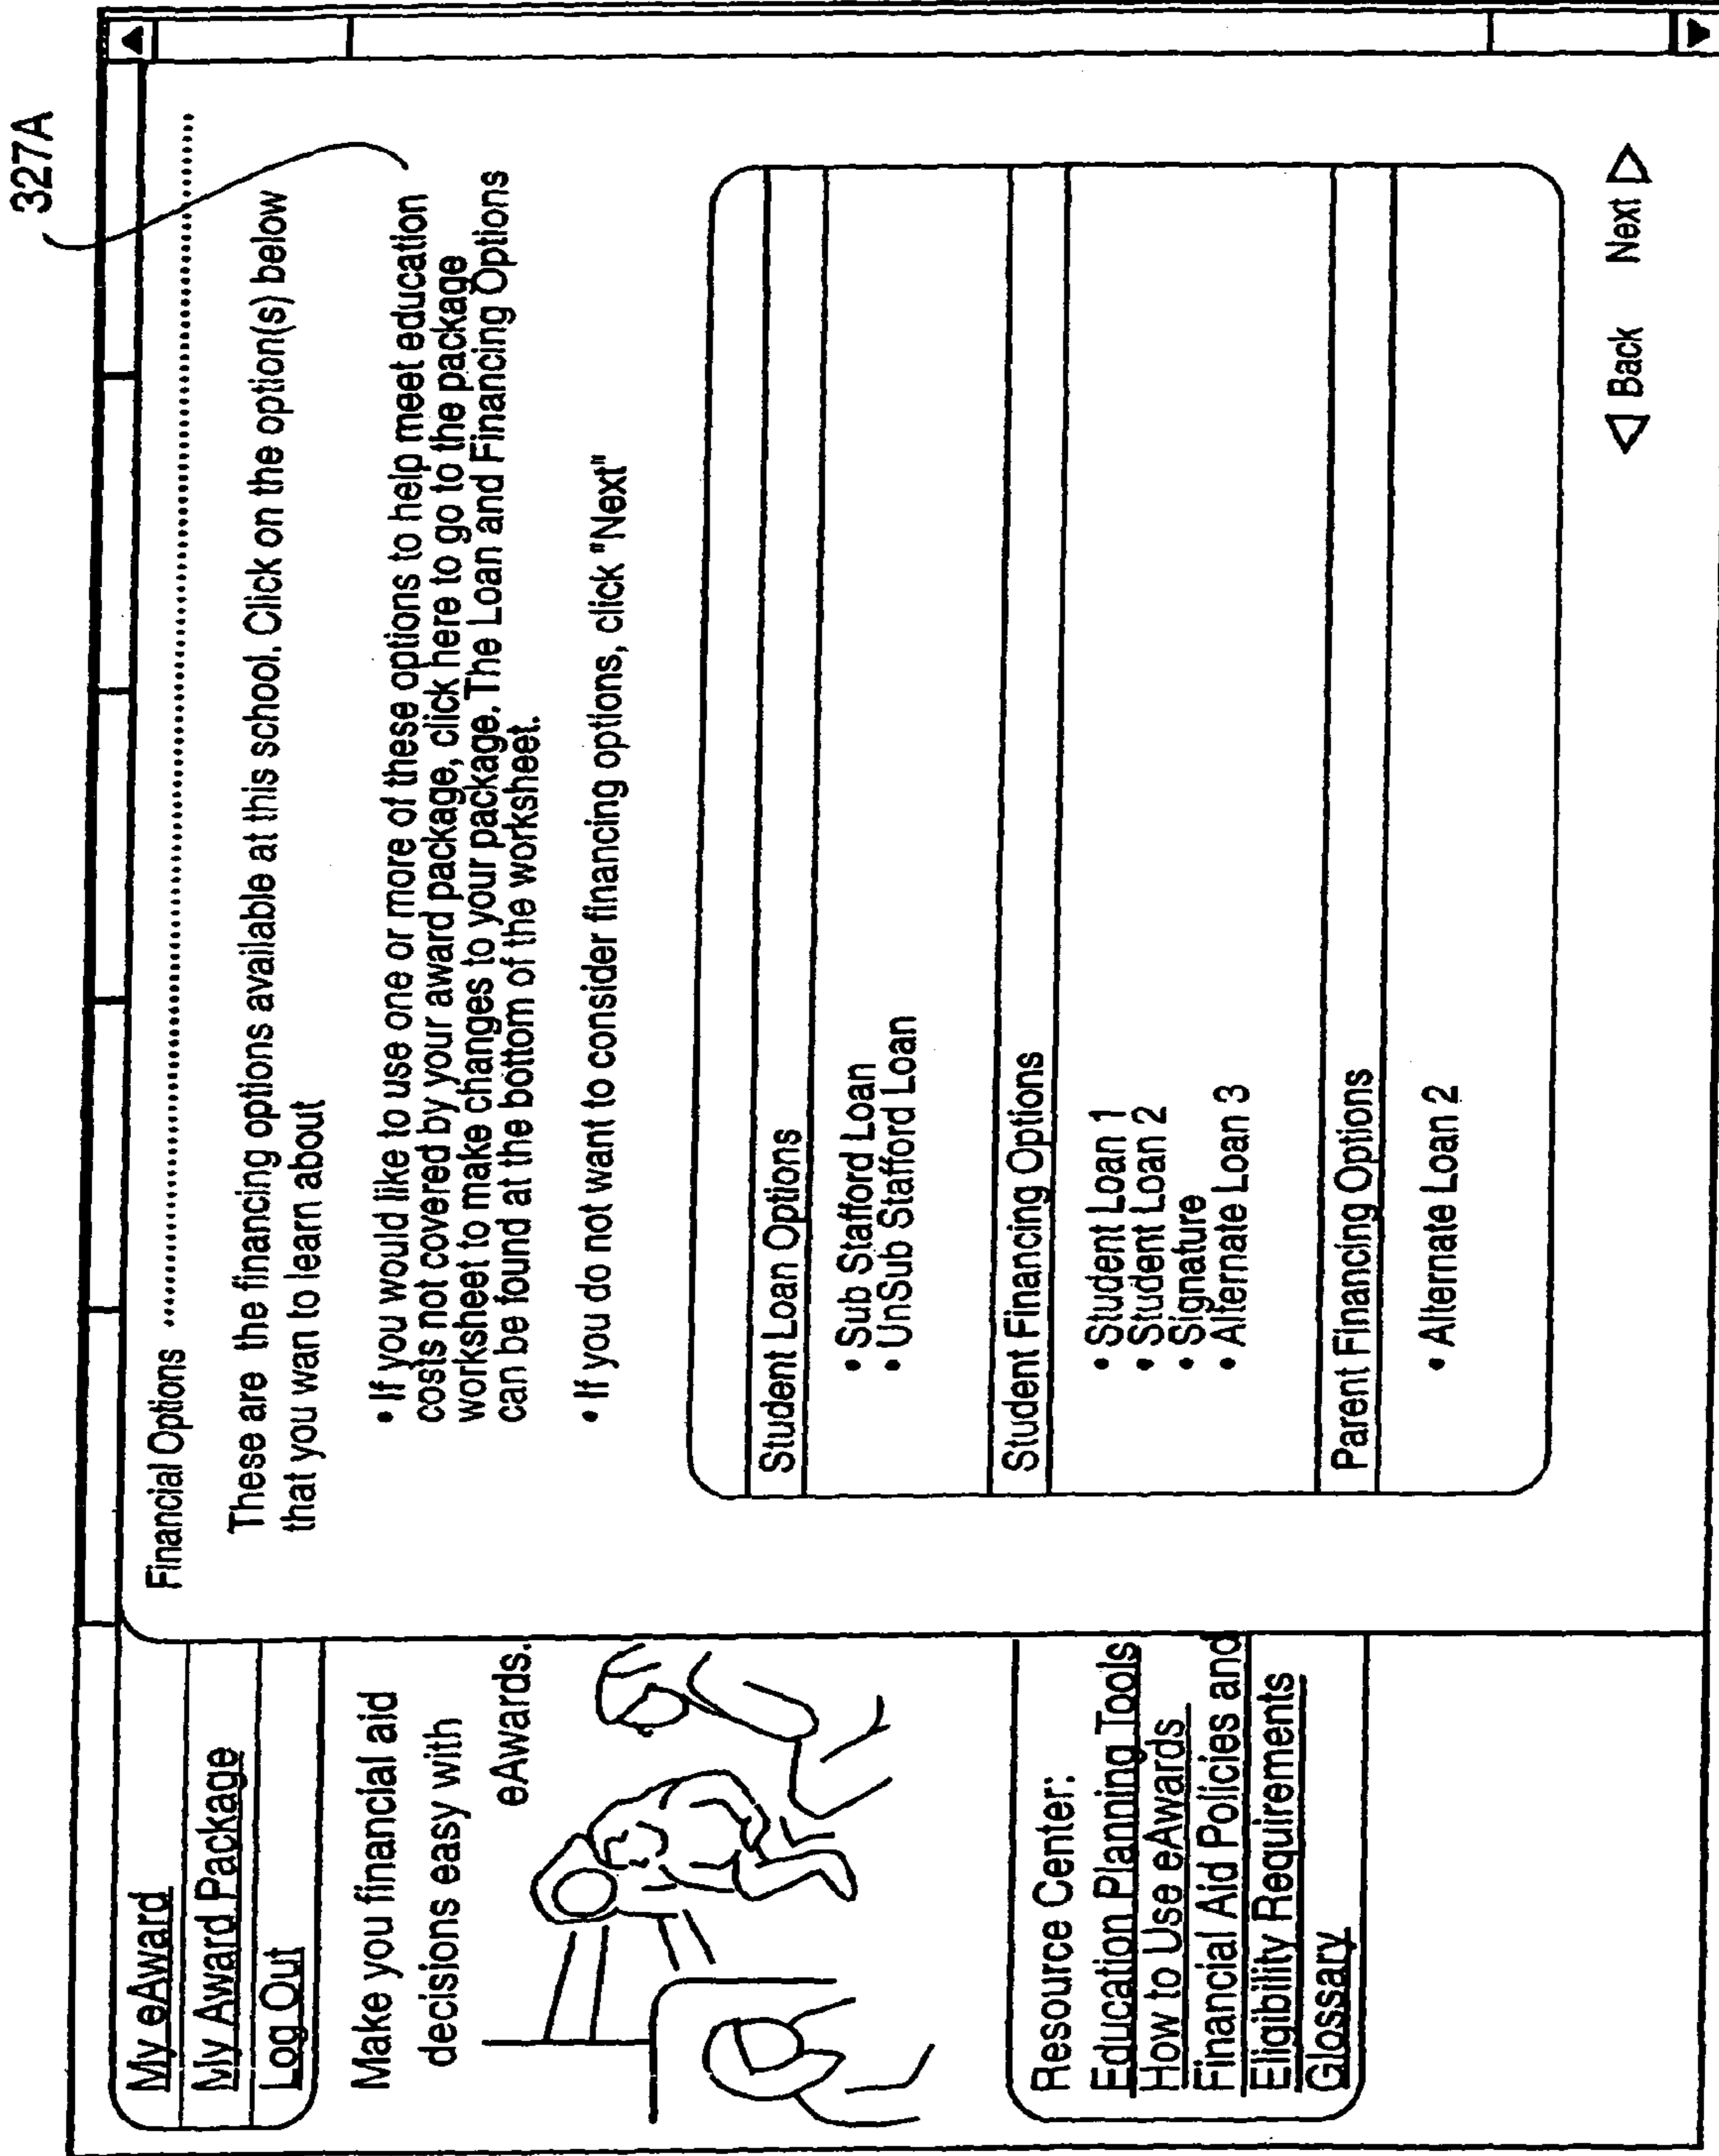 327A
My eAward
My Award Package
Log Out
Make you financial aid
decisions easy with
eAwards.
Resource Center:
Education Planning Tools
How to Use eAwards
Financial Aid Policies and
Eligibility Requirements
Glossary
Financial Options
These are the financing options available at this school. Click on the option(s) below
that you wan to learn about
• If you would like to use one or more of these options to help meet education
costs not covered by your award package, click here to go to the package
worksheet to make changes to your package. The Loan and Financing Options
can be found at the bottom of the worksheet.
• If you do not want to consider financing options, click "Next"
Student Loan Options
• Sub Stafford Loan
• UnSub Stafford Loan
Student Financing Options
• Student Loan 1
• Student Loan 2
• Signature
• Alternate Loan 3
Parent Financing Options
• Alternate Loan 2
Back Next